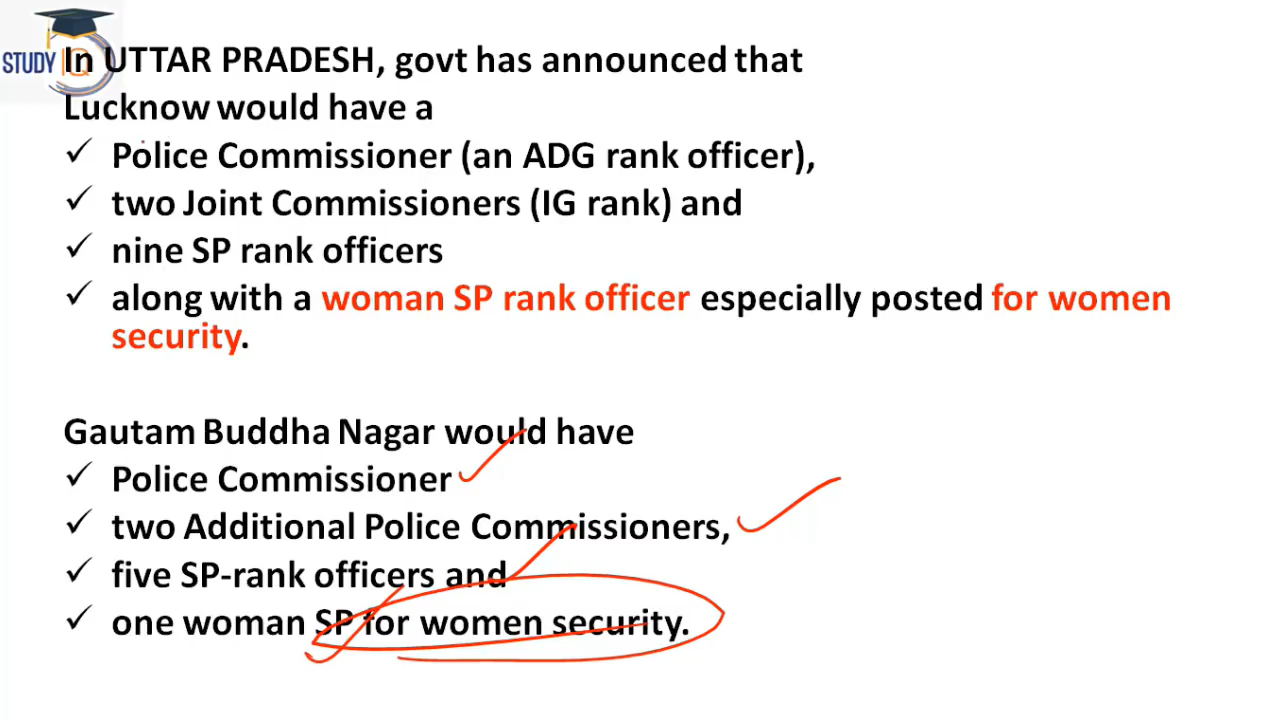 STUDY IQ
In UTTAR PRADESH, govt has announced that
Lucknow would have a
✓ Police Commissioner (an ADG rank officer),
✓ two Joint Commissioners (IG rank) and
✓ nine SP rank officers
✓ along with a woman SP rank officer especially posted for women
security.
Gautam Buddha Nagar would have
✓ Police Commissioner
✓ two Additional Police Commissioners,
✓ five SP-rank officers and
✓ one woman SP for women security.